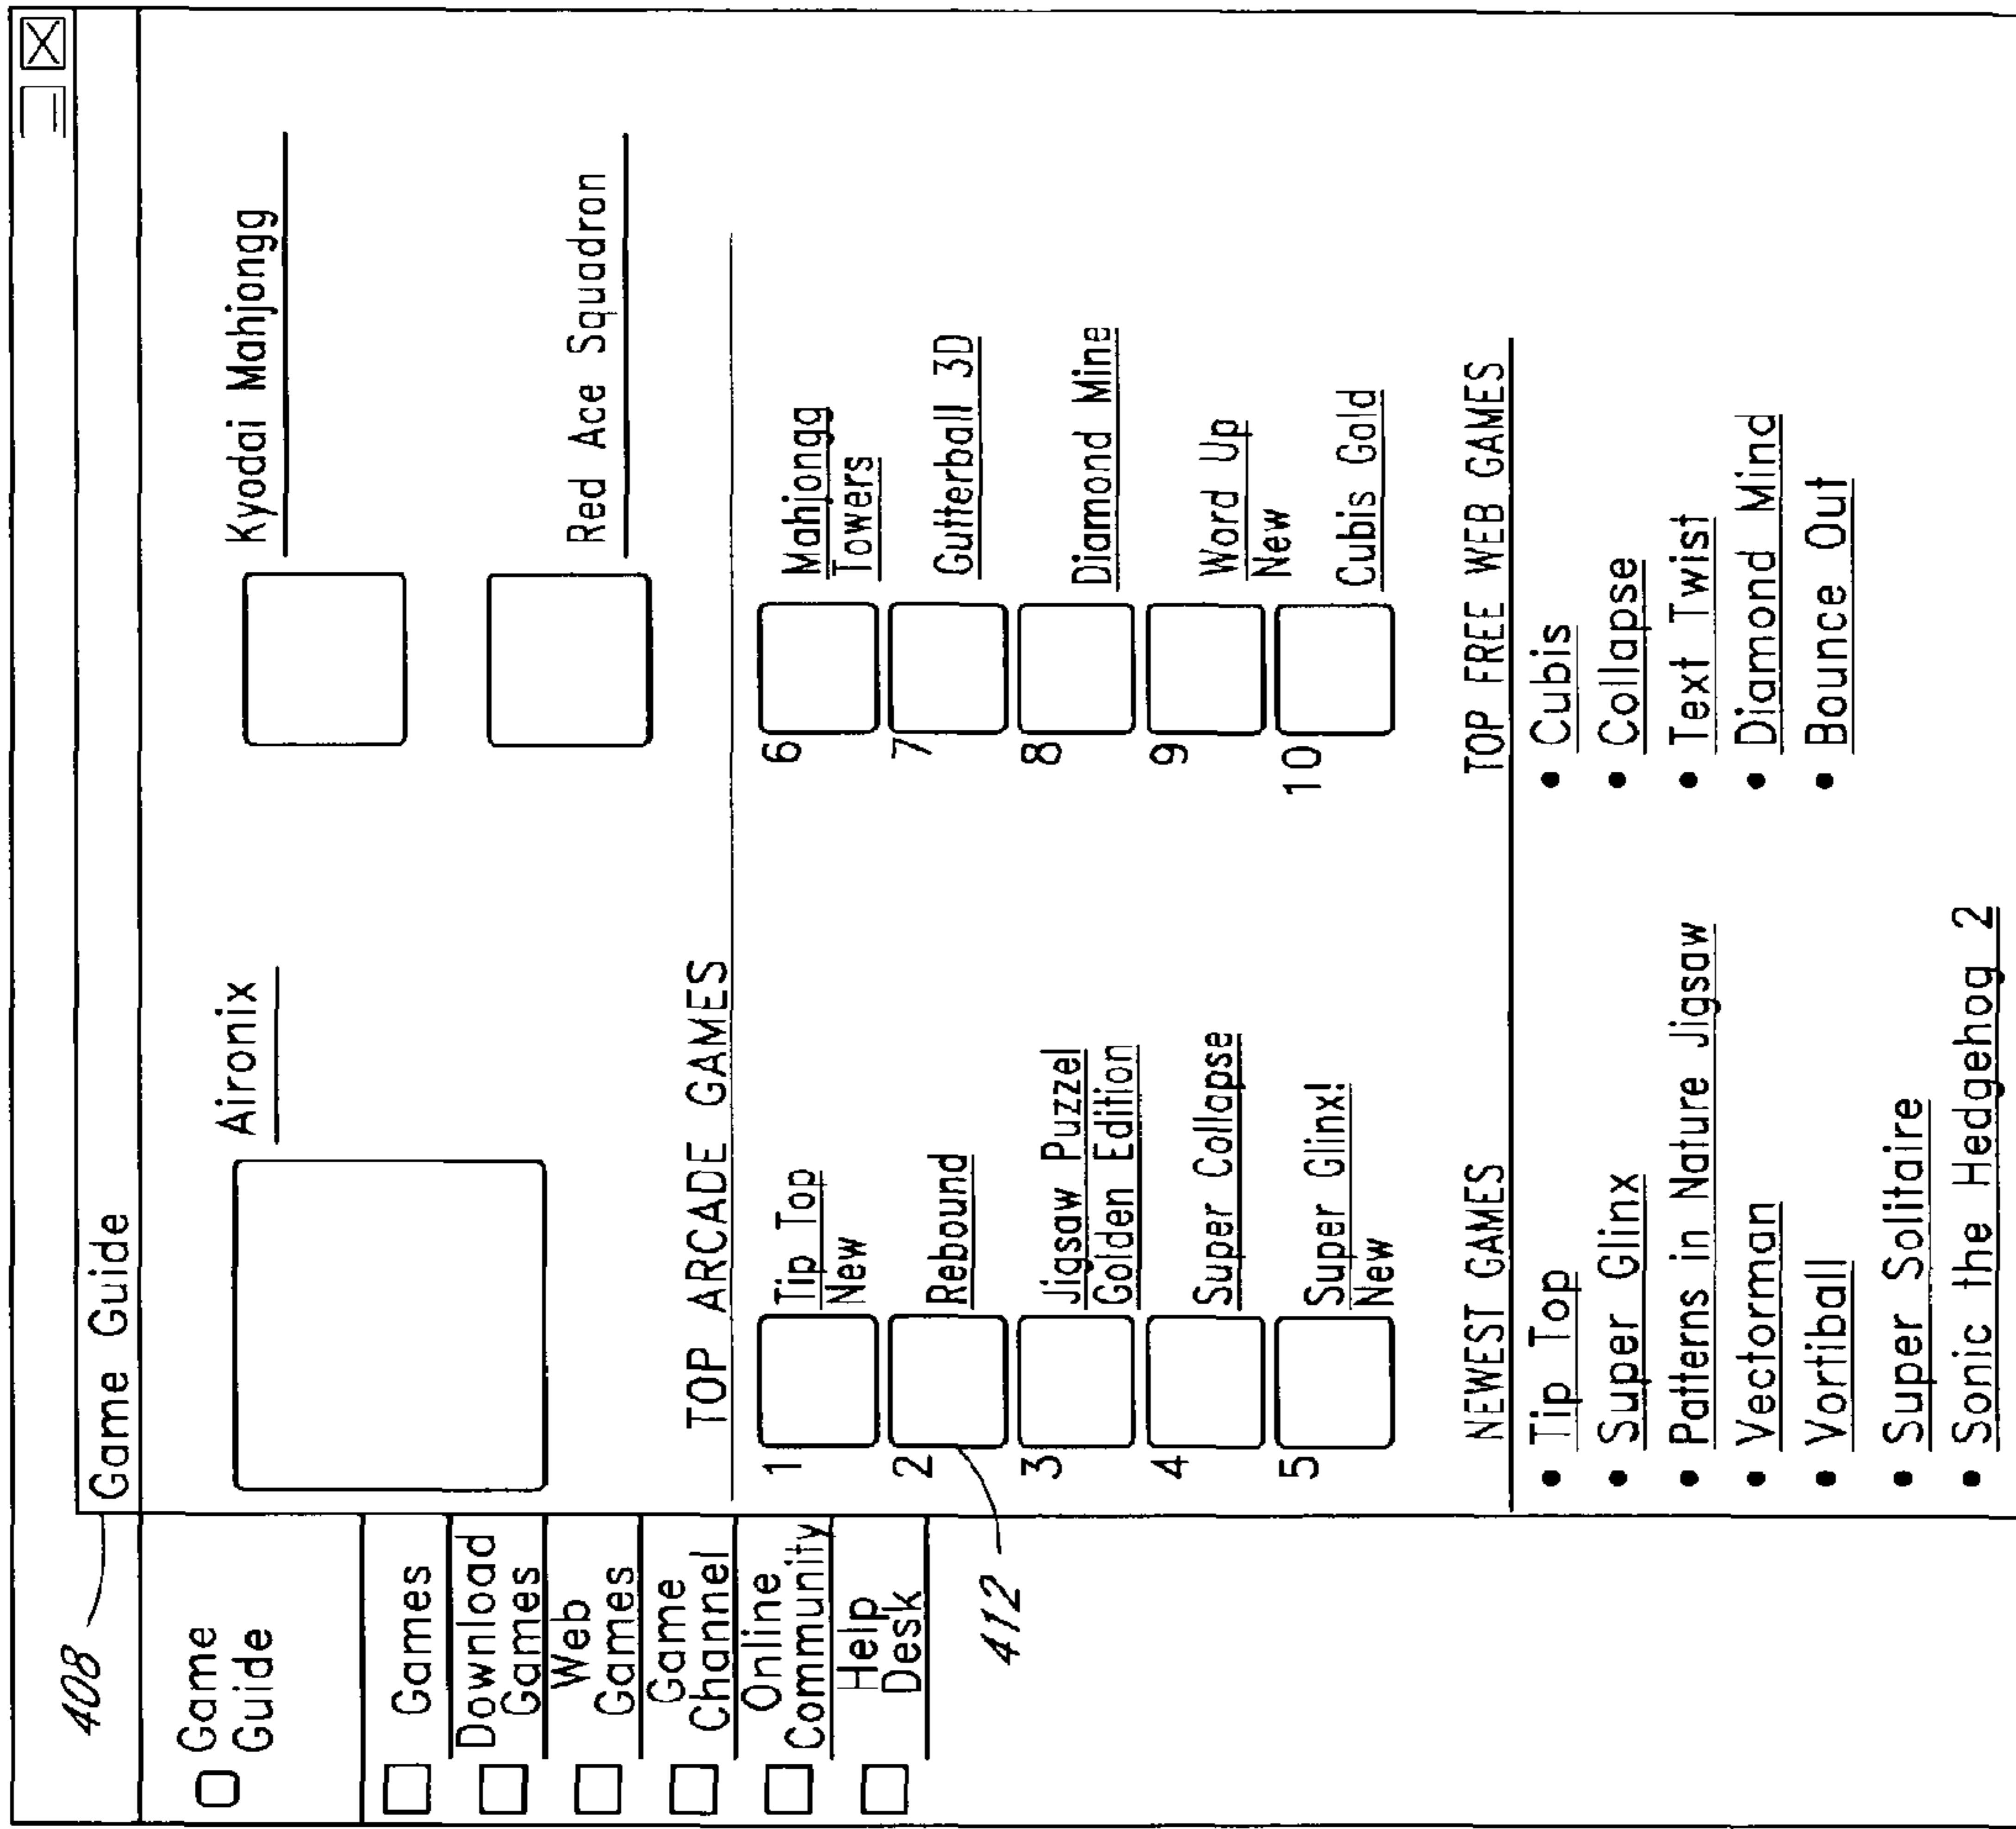 408
Game Guide
Game
Guide
Games
Download
Games
Web
Games
Game
Channel
Online
Community
Help
Desk
412
Aironix
Kyodai Mahjongg
Red Ace Squadron
TOP ARCADE GAMES
1
Tip Top
New
2
Rebound
3
Jigsaw Puzzel
Golden Edition
4
Super Collapse
5
Super Glinx!
New
6
Mahjongg
Towers
7
Gutterball 3D
8
Diamond Mine
9
Word Up
New
10
Cubis Gold
NEWEST GAMES
• Tip Top
• Super Glinx
• Patterns in Nature Jigsaw
• Vectorman
• Vortiball
• Super Solitaire
• Sonic the Hedgehog 2
TOP FREE WEB GAMES
• Cubis
• Collapse
• Text Twist
• Diamond Mind
• Bounce Out